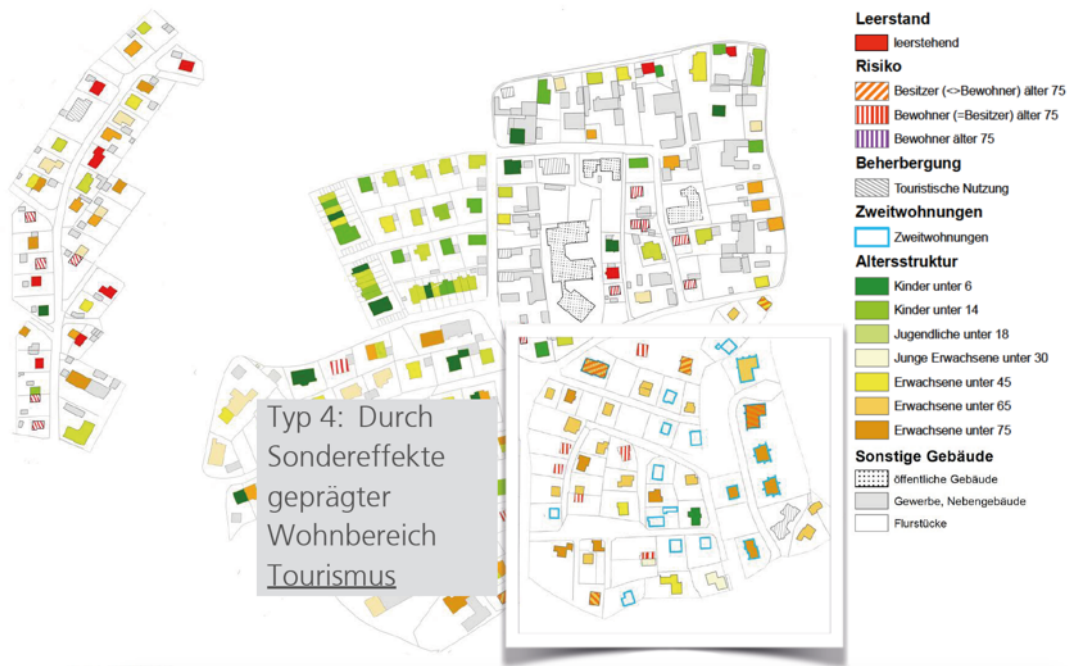 Leerstand
leerstehend
Risiko
Besitzer (<>Bewohner) älter 75
Bewohner (=Besitzer) älter 75
Bewohner älter 75
Beherbergung
Touristische Nutzung
Zweitwohnungen
Zweitwohnungen
Altersstruktur
Kinder unter 6
Kinder unter 14
Jugendliche unter 18
Junge Erwachsene unter 30
Erwachsene unter 45
Erwachsene unter 65
Erwachsene unter 75
Sonstige Gebäude
öffentliche Gebäude
Gewerbe, Nebengebäude
Flurstücke
Typ 4: Durch
Sondereffekte
geprägter
Wohnbereich
Tourismus